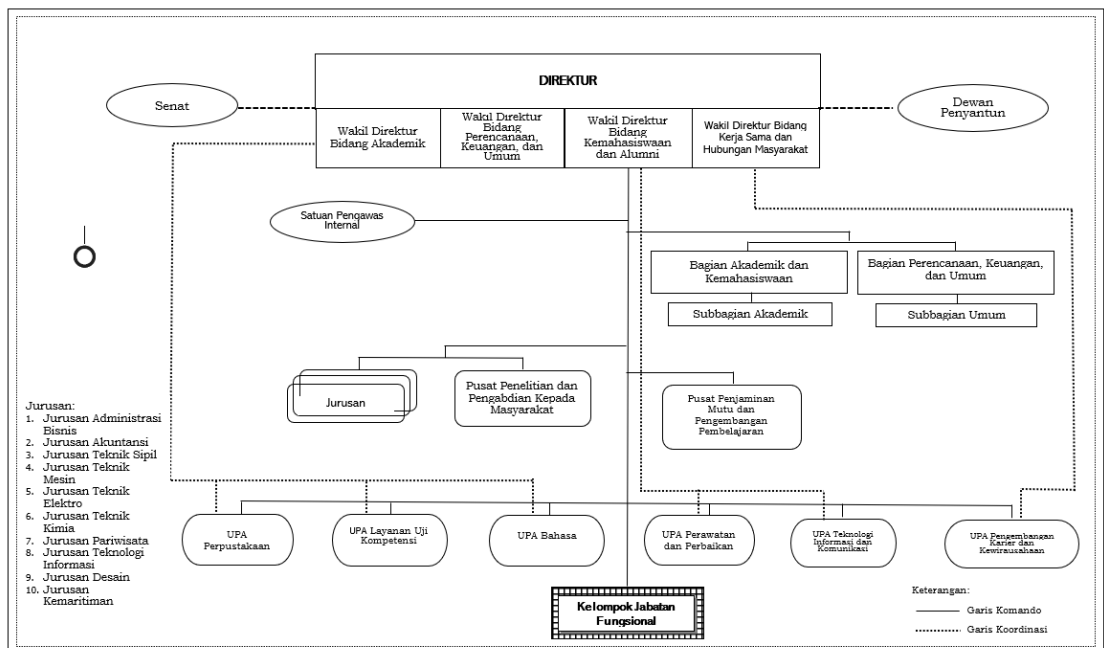 DIREKTUR
Senat
Dewan
Penyantun
Wakil Direktur
Bidang Akademik
Wakil Direktur
Bidang
Perencanaan,
Keuangan, dan
Umum
Wakil Direktur
Bidang
Kemahasiswaan
dan Alumni
Wakil Direktur Bidang
Kerja Sama dan
Hubungan Masyarakat
Satuan Pengawas
Internal
Bagian Akademik dan
Kemahasiswaan
Bagian Perencanaan, Keuangan,
dan Umum
Subbagian Akademik
Subbagian Umum
Jurusan
Pusat Penelitian dan
Pengabdian Kepada
Masyarakat
Pusat Penjaminan
Mutu dan
Pengembangan
Pembelajaran
Jurusan:
1. Jurusan Administrasi
Bisnis
2. Jurusan Akuntansi
3. Jurusan Teknik Sipil
4. Jurusan Teknik
Mesin
5. Jurusan Teknik
Elektro
6. Jurusan Teknik
Kimia
7. Jurusan Pariwisata
8. Jurusan Teknologi
Informasi
9. Jurusan Desain
10. Jurusan
Kemaritiman
UPA
Perpustakaan
UPA Layanan Uji
Kompetensi
UPA Bahasa
UPA Perawatan
dan Perbaikan
UPA Teknologi
Informasi dan
Komunikasi
UPA Pengembangan
Karier dan
Kewirausahaan
Kelompok Jabatan
Fungsional
Keterangan:
Garis Komando
Garis Koordinasi